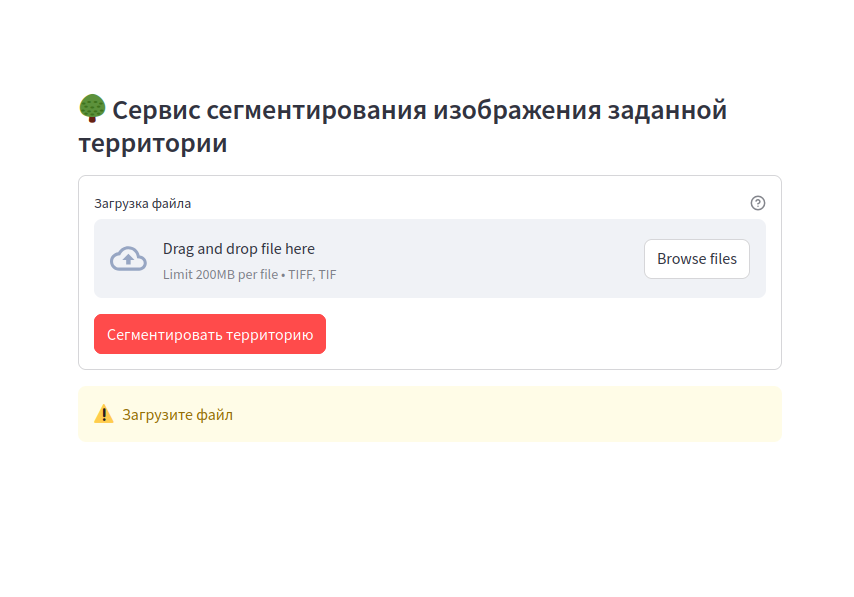 Сервис сегментирования изображения заданной
территории
Загрузка файла
Drag and drop file here
Limit 200MB per file • TIFF, TIF
Browse files
Сегментировать территорию
Загрузите файл